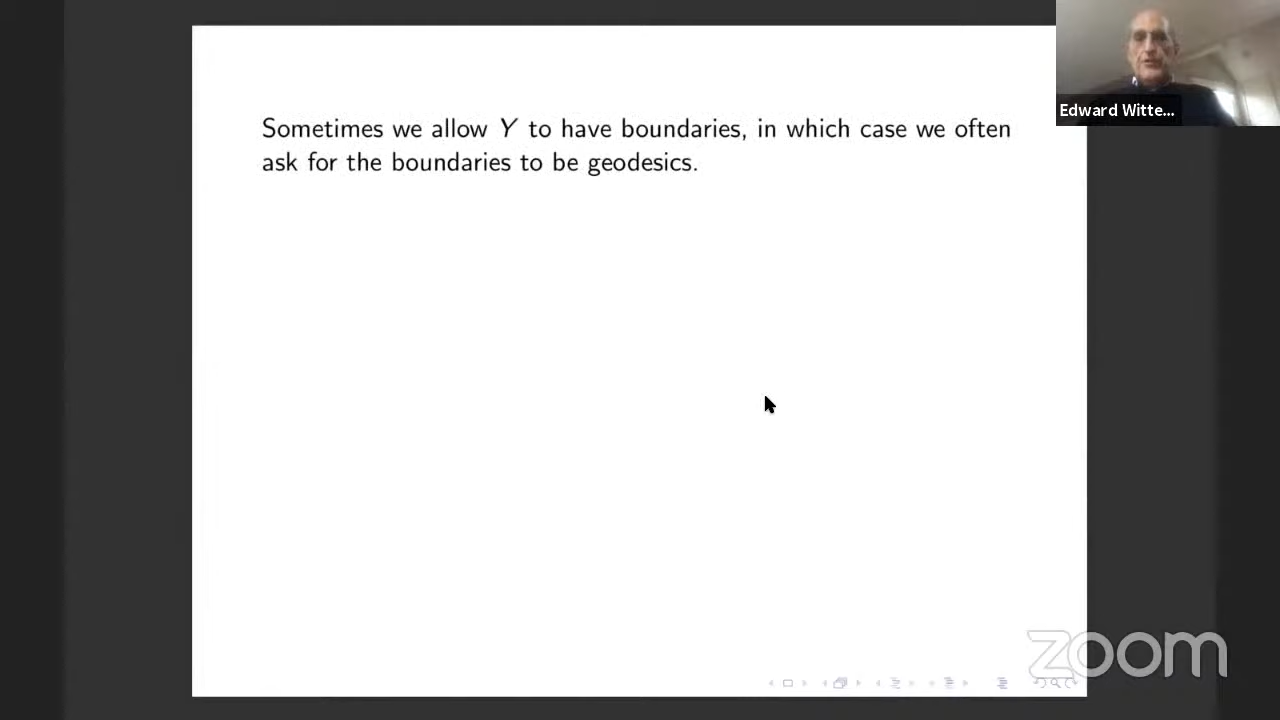 Sometimes we allow Y to have boundaries, in which case we often
ask for the boundaries to be geodesics.
Edward Witte...
zoom